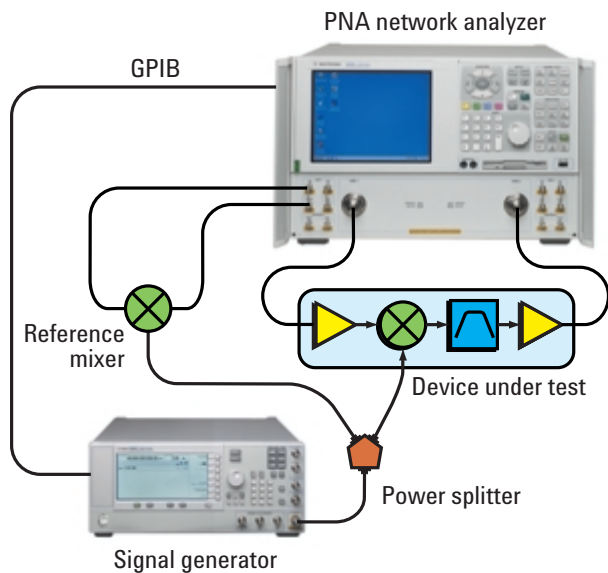 PNA network analyzer
GPIB
Reference
mixer
Device under test
Power splitter
Signal generator